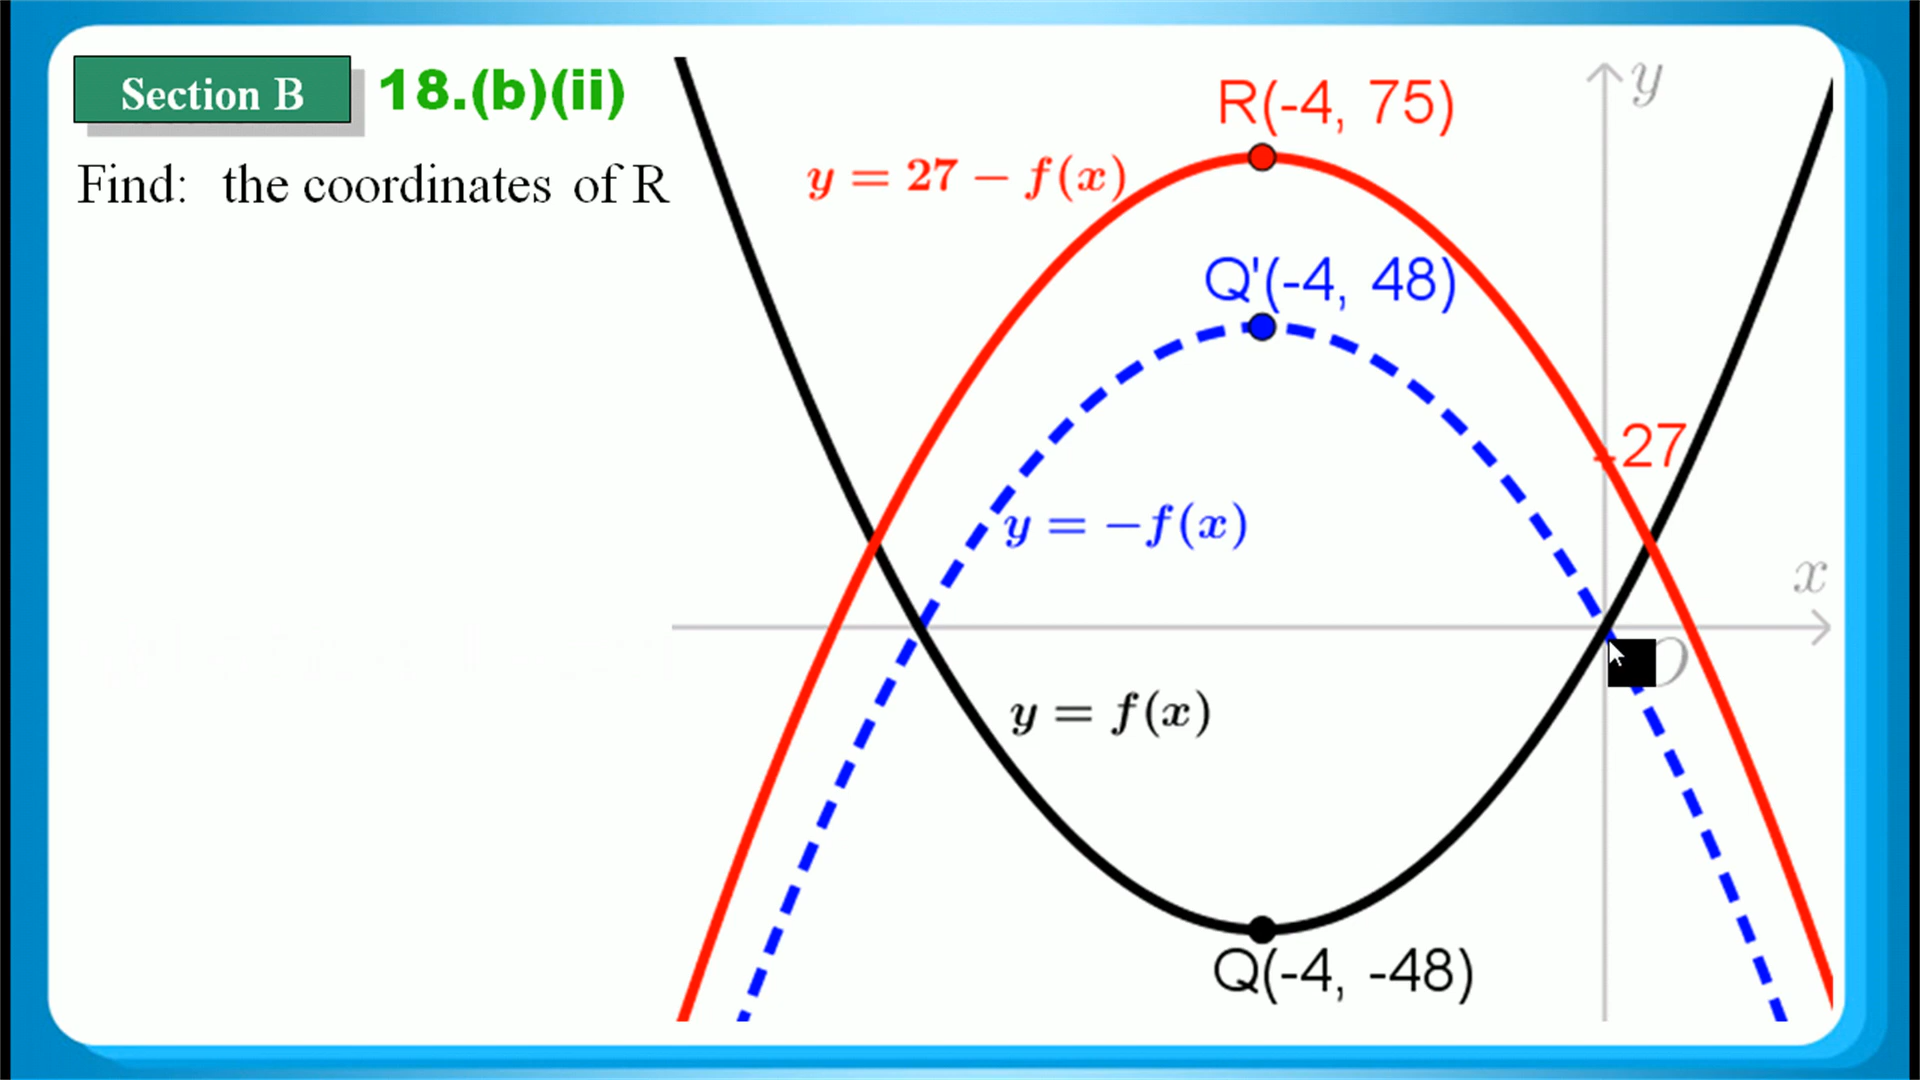 Section B 18.(b)(ii)
Find: the coordinates of R
y
R(-4, 75)
y = 27 − f(x)
Q'(-4, 48)
27
y = −f(x)
x
O
y = f(x)
Q(-4, -48)